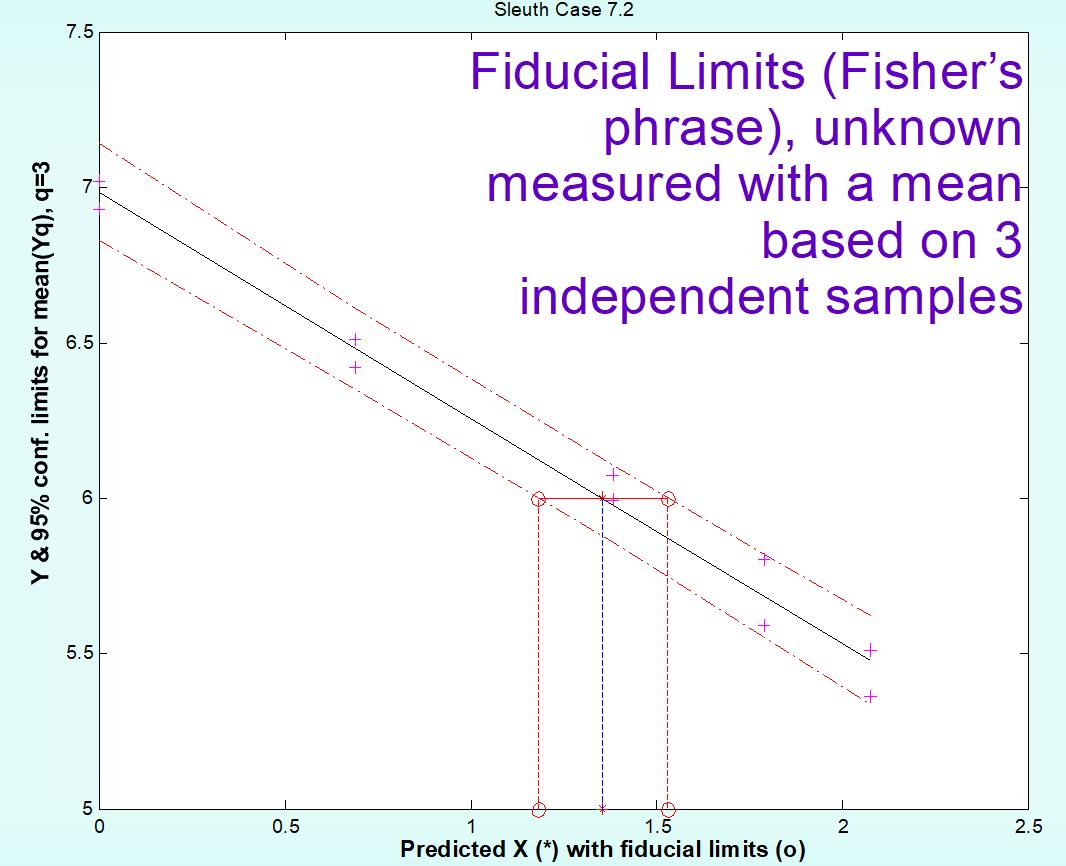 Sleuth Case 7.2
Fiducial Limits (Fisher’s
phrase), unknown
measured with a mean
based on 3
independent samples
Y & 95% conf. limits for mean(Yq), q=3
7.5
7
6.5
6
5.5
5
0 0.5 1 1.5 2 2.5
Predicted X (*) with fiducial limits (o)